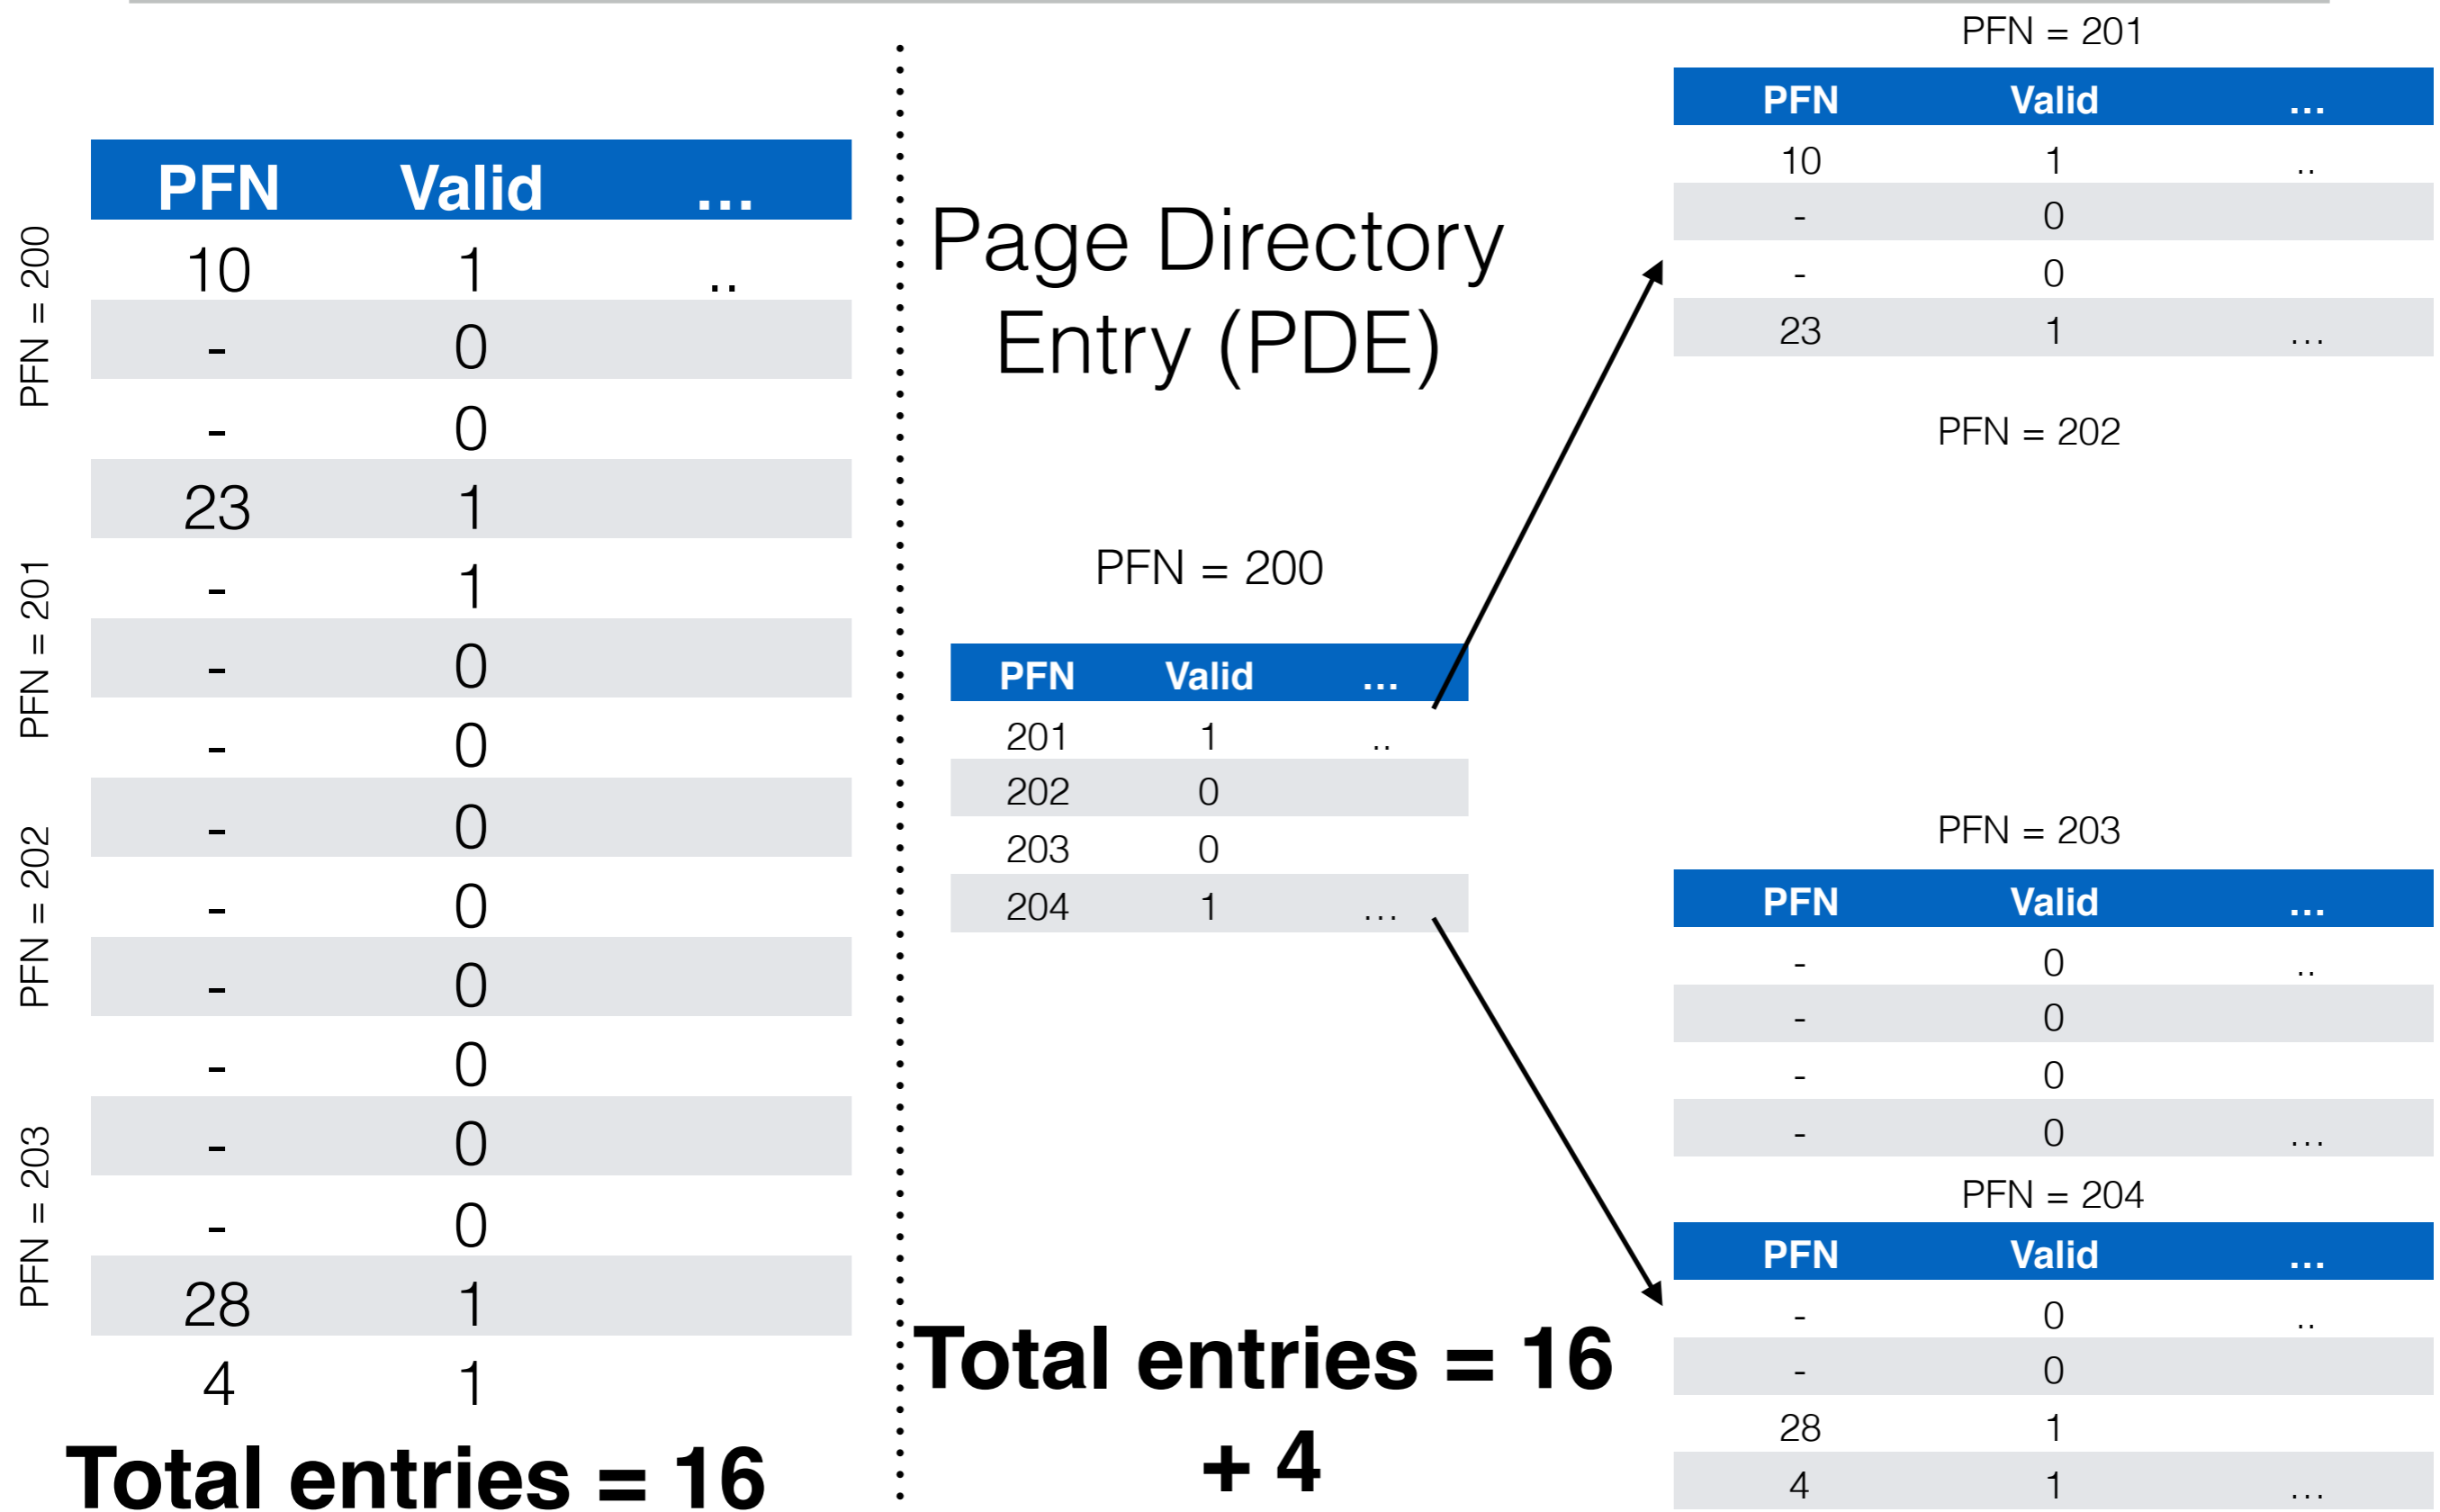 PFN = 200
PFN = 201
PFN = 202
PFN = 203
PFN Valid ...
10 1 ..
- 0
- 0
23 1
- 1
- 0
- 0
- 0
- 0
- 0
- 0
- 0
- 0
28 1
4 1
Total entries = 16
Page Directory
Entry (PDE)
PFN = 200
PFN Valid ...
201 1 ..
202 0
203 0
204 1 ...
Total entries = 16
+ 4
PFN = 201
PFN Valid ...
10 1 ..
- 0
- 0
23 1 ...
PFN = 202
PFN = 203
PFN Valid ...
- 0 ..
- 0
- 0
- 0 ...
PFN = 204
PFN Valid ...
- 0 ..
- 0
28 1
4 1 ...